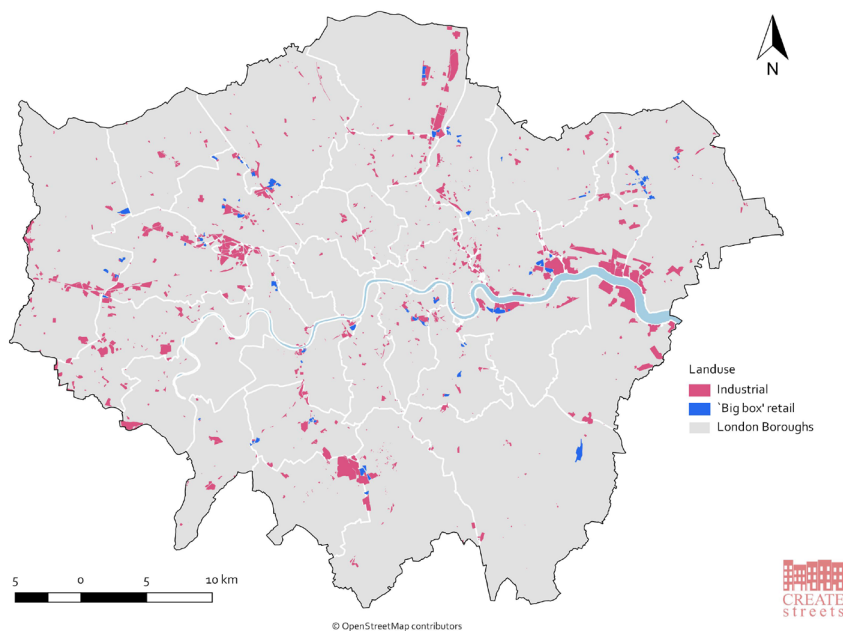 N
Landuse
Industrial
`Big box' retail
London Boroughs
5 0 5 10 km
CREATE
streets
© OpenStreetMap contributors